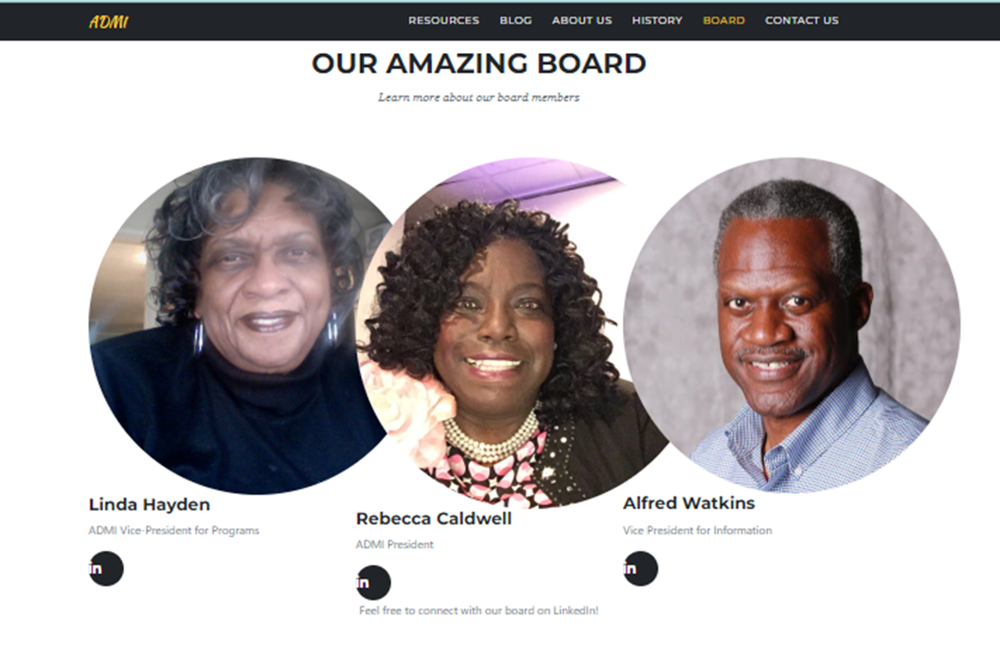 ADMI
RESOURCES BLOG ABOUT US HISTORY BOARD CONTACT US
OUR AMAZING BOARD
Learn more about our board members
Linda Hayden
ADMI Vice-President for Programs
in
Rebecca Caldwell
ADMI President
in
Alfred Watkins
Vice President for Information
in
Feel free to connect with our board on LinkedIn!